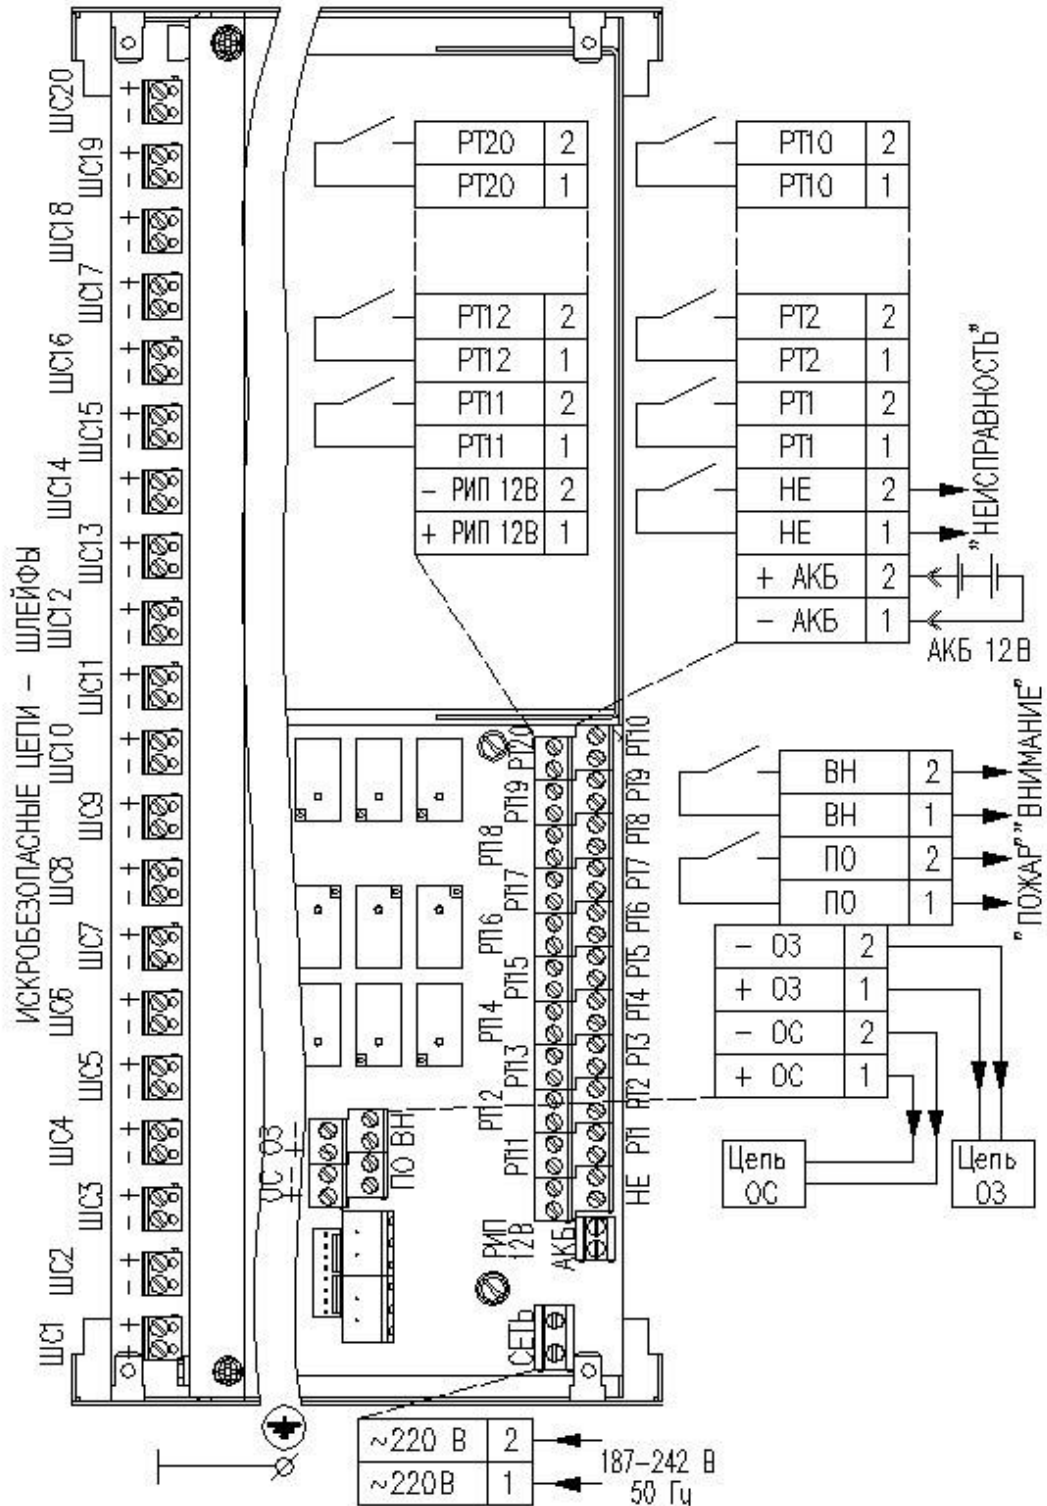 ИСКРОБЕЗОПАСНЫЕ ЦЕПИ – ШЛЕЙФЫ
ШС20
+
–
ШС19
+
–
ШС18
+
–
ШС17
+
–
ШС16
+
–
ШС15
+
–
ШС14
+
–
ШС13
+
–
ШС12
+
–
ШС11
+
–
ШС10
+
–
ШС9
+
–
ШС8
+
–
ШС7
+
–
ШС6
+
–
ШС5
+
–
ШС4
+
–
ШС3
+
–
ШС2
+
–
ШС1
+
+
РТ20 2
РТ20 1
РТ12 2
РТ12 1
РТ11 2
РТ11 1
– РИП 12В 2
+ РИП 12В 1
РТ10 2
РТ10 1
РТ2 2
РТ2 1
РТ1 2
РТ1 1
НЕ 2
НЕ 1
+ АКБ 2
– АКБ 1
"НЕИСПРАВНОСТЬ"
АКБ 12В
ВН 2
ВН 1
ПО 2
ПО 1
"ВНИМАНИЕ"
"ПОЖАР"
– ОЗ 2
+ ОЗ 1
– ОС 2
+ ОС 1
Цепь
ОС
Цепь
ОЗ
РТ20
РТ19
РТ18
РТ17
РТ16
РТ15
РТ14
РТ13
РТ12
РТ11
РТ10
РТ9
РТ8
РТ7
РТ6
РТ5
РТ4
РТ3
РТ2
РТ1
НЕ
ОС ОЗ
+ – + –
ПО ВН
РИП
12В
АКБ
СЕТЬ
~220 В 2
~220В 1
187–242 В
50 Гц